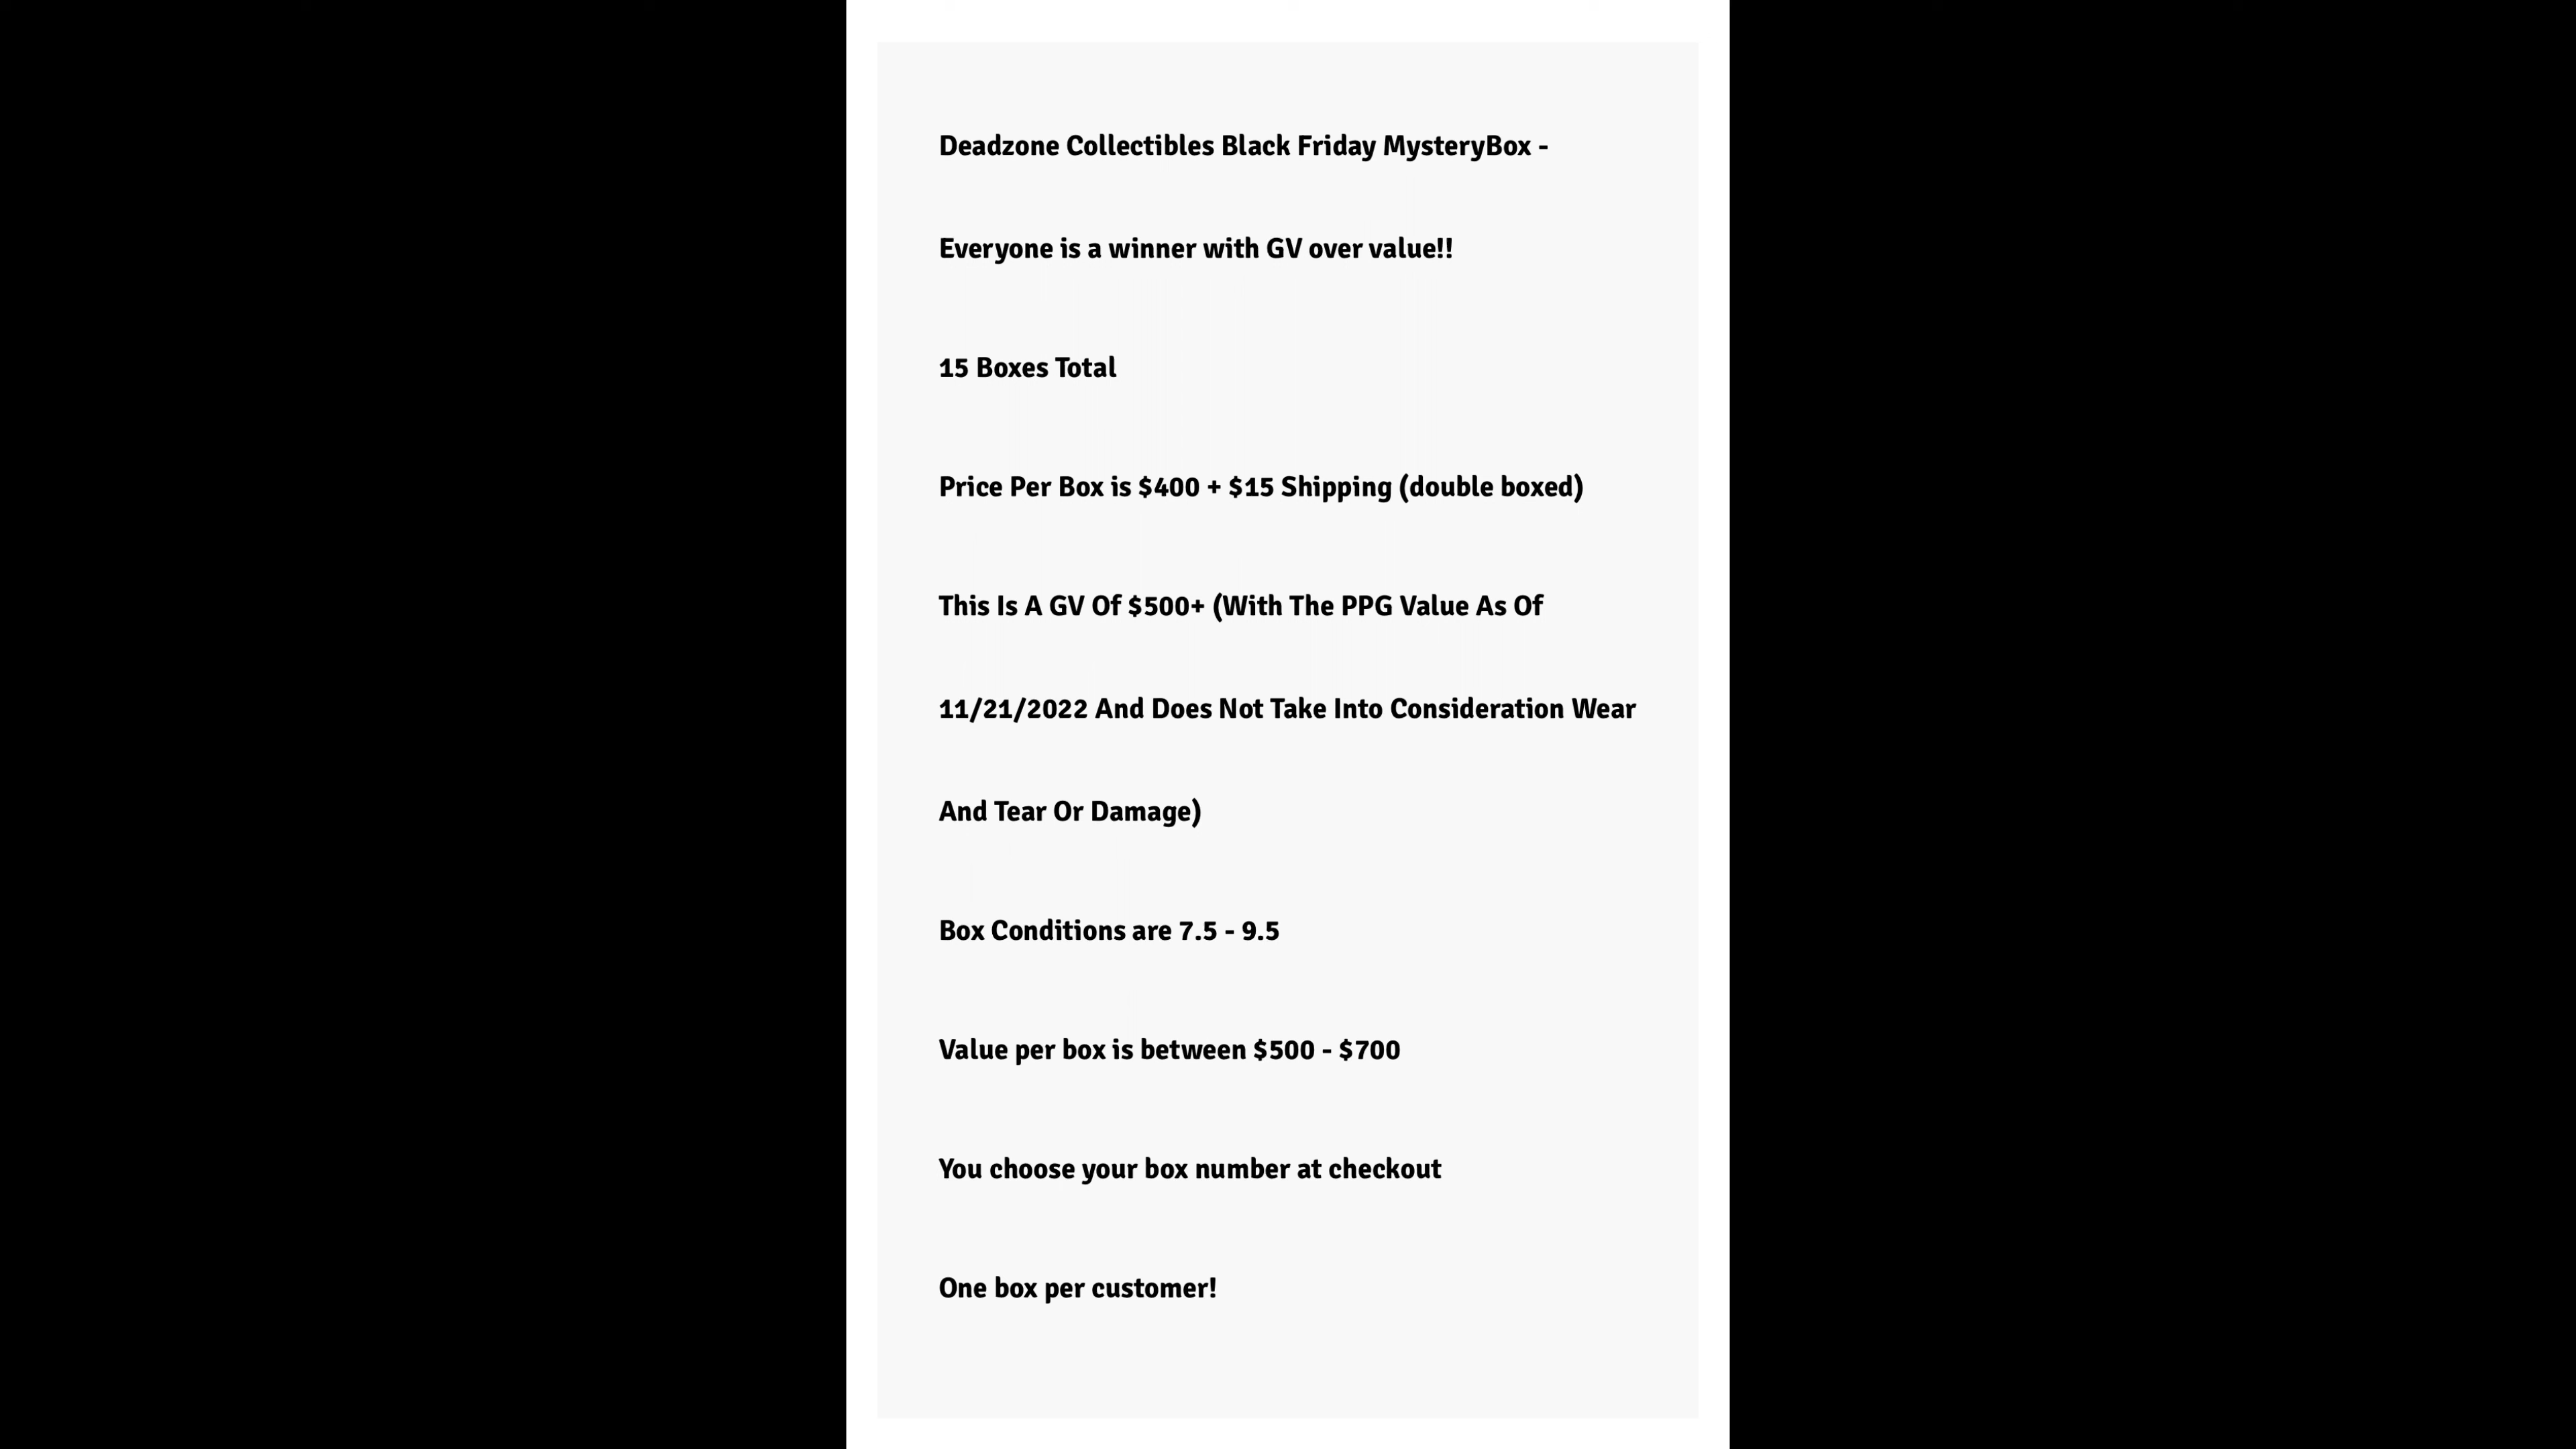 Deadzone Collectibles Black Friday MysteryBox -
Everyone is a winner with GV over value!!
15 Boxes Total
Price Per Box is $400 + $15 Shipping (double boxed)
This Is A GV Of $500+ (With The PPG Value As Of
11/21/2022 And Does Not Take Into Consideration Wear
And Tear Or Damage)
Box Conditions are 7.5 - 9.5
Value per box is between $500 - $700
You choose your box number at checkout
One box per customer!